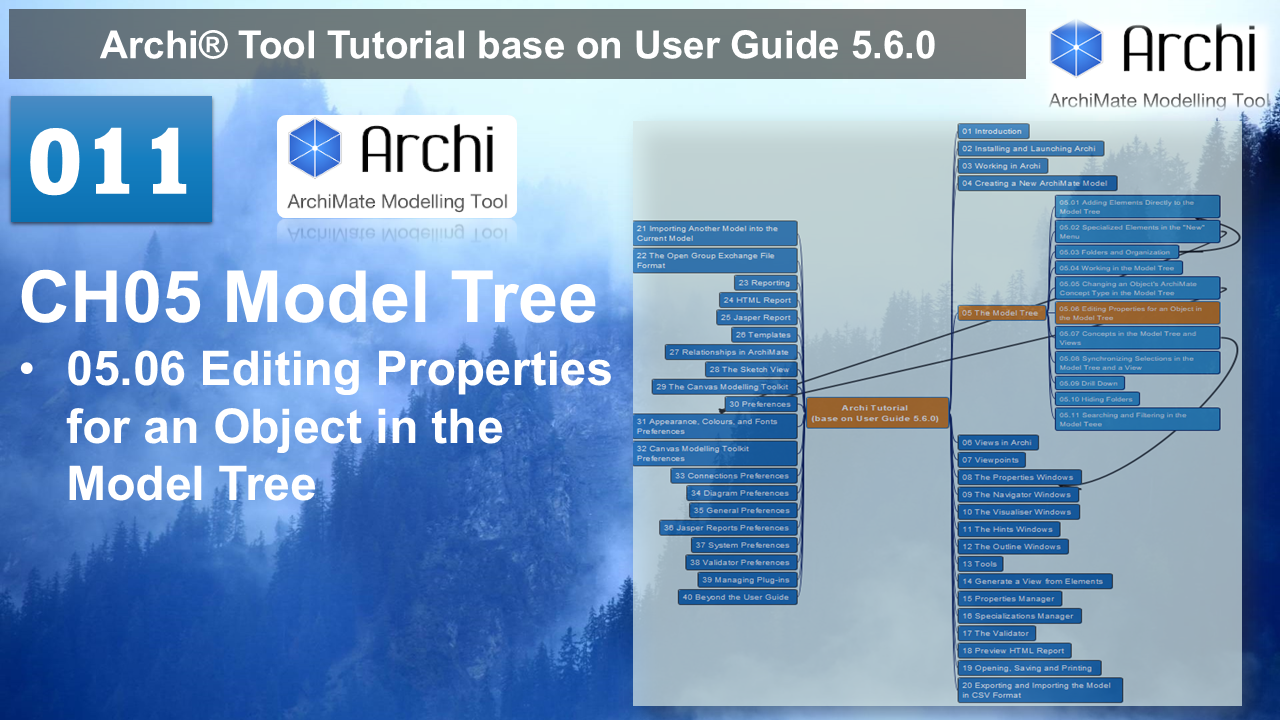 Archi® Tool Tutorial base on User Guide 5.6.0
Archi
ArchiMate Modelling Tool
011
Archi
ArchiMate Modelling Tool
CH05 Model Tree
• 05.06 Editing Properties
for an Object in the
Model Tree
21 Importing Another Model into the
Current Model
22 The Open Group Exchange File
Format
23 Reporting
24 HTML Report
25 Jasper Report
26 Templates
27 Relationships in ArchiMate
28 The Sketch View
29 The Canvas Modelling Toolkit
30 Preferences
31 Appearance, Colours, and Fonts
Preferences
32 Canvas Modelling Toolkit
Preferences
33 Connections Preferences
34 Diagram Preferences
35 General Preferences
36 Jasper Reports Preferences
37 System Preferences
38 Validator Preferences
39 Managing Plug-ins
40 Beyond the User Guide
Archi Tutorial
(base on User Guide 5.6.0)
01 Introduction
02 Installing and Launching Archi
03 Working in Archi
04 Creating a New ArchiMate Model
05 The Model Tree
05.01 Adding Elements Directly to the
Model Tree
05.02 Specialized Elements in the "New"
Menu
05.03 Folders and Organization
05.04 Working in the Model Tree
05.05 Changing an Object's ArchiMate
Concept Type in the Model Tree
05.06 Editing Properties for an Object in
the Model Tree
05.07 Concepts in the Model Tree and
Views
05.08 Synchronizing Selections in the
Model Tree and a View
05.09 Drill Down
05.10 Hiding Folders
05.11 Searching and Filtering in the
Model Teee
06 Views in Archi
07 Viewpoints
08 The Properties Windows
09 The Navigator Windows
10 The Visualiser Windows
11 The Hints Windows
12 The Outline Windows
13 Tools
14 Generate a View from Elements
15 Properties Manager
16 Specializations Manager
17 The Validator
18 Preview HTML Report
19 Opening, Saving and Printing
20 Exporting and Importing the Model
in CSV Format